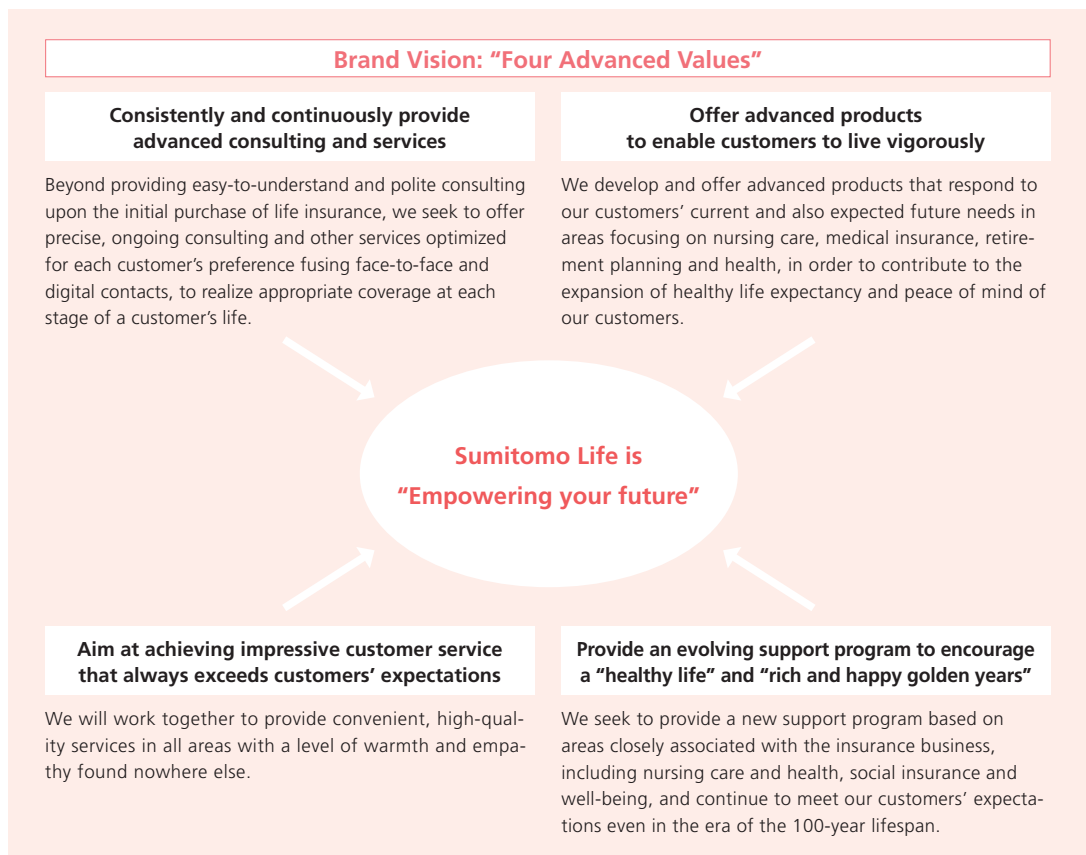 Brand Vision: “Four Advanced Values”
Consistently and continuously provide
advanced consulting and services
Beyond providing easy-to-understand and polite consulting
upon the initial purchase of life insurance, we seek to offer
precise, ongoing consulting and other services optimized
for each customer’s preference fusing face-to-face and
digital contacts, to realize appropriate coverage at each
stage of a customer’s life.
Offer advanced products
to enable customers to live vigorously
We develop and offer advanced products that respond to
our customers’ current and also expected future needs in
areas focusing on nursing care, medical insurance, retire-
ment planning and health, in order to contribute to the
expansion of healthy life expectancy and peace of mind of
our customers.
Sumitomo Life is
“Empowering your future”
Aim at achieving impressive customer service
that always exceeds customers’ expectations
We will work together to provide convenient, high-qual-
ity services in all areas with a level of warmth and empa-
thy found nowhere else.
Provide an evolving support program to encourage
a “healthy life” and “rich and happy golden years”
We seek to provide a new support program based on
areas closely associated with the insurance business,
including nursing care and health, social insurance and
well-being, and continue to meet our customers’ expecta-
tions even in the era of the 100-year lifespan.